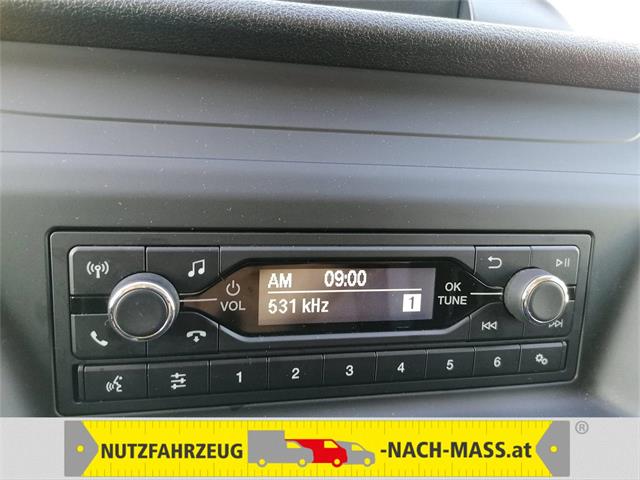 AM 09:00
531 kHz 1
VOL
OK
TUNE
1 2 3 4 5 6
NUTZFAHRZEUG -NACH-MASS.at ®